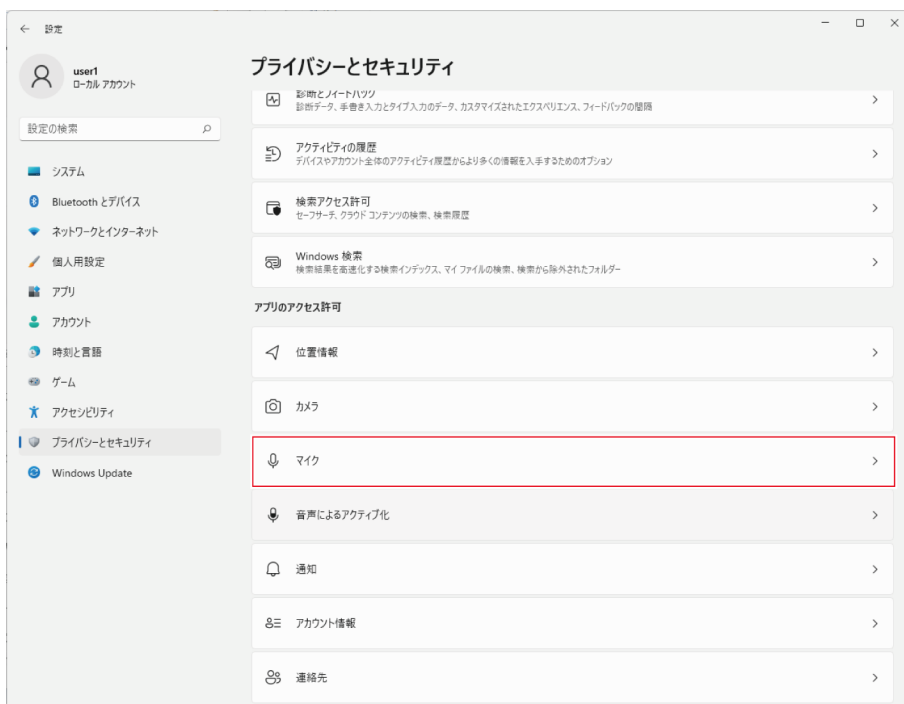 設定
user1
ローカル アカウント
設定の検索
システム
Bluetooth とデバイス
ネットワークとインターネット
個人用設定
アプリ
アカウント
時刻と言語
ゲーム
アクセシビリティ
プライバシーとセキュリティ
Windows Update
プライバシーとセキュリティ
診断とフィードバック
診断データ、手書き入力とタイプ入力のデータ、カスタマイズされたエクスペリエンス、フィードバックの間隔
アクティビティの履歴
デバイスやアカウント全体のアクティビティ履歴からより多くの情報を入手するためのオプション
検索アクセス許可
セーフサーチ、クラウド コンテンツの検索、検索履歴
Windows 検索
検索結果を高速化する検索インデックス、マイ ファイルの検索、検索から除外されたフォルダー
アプリのアクセス許可
位置情報
カメラ
マイク
音声によるアクティブ化
通知
アカウント情報
連絡先